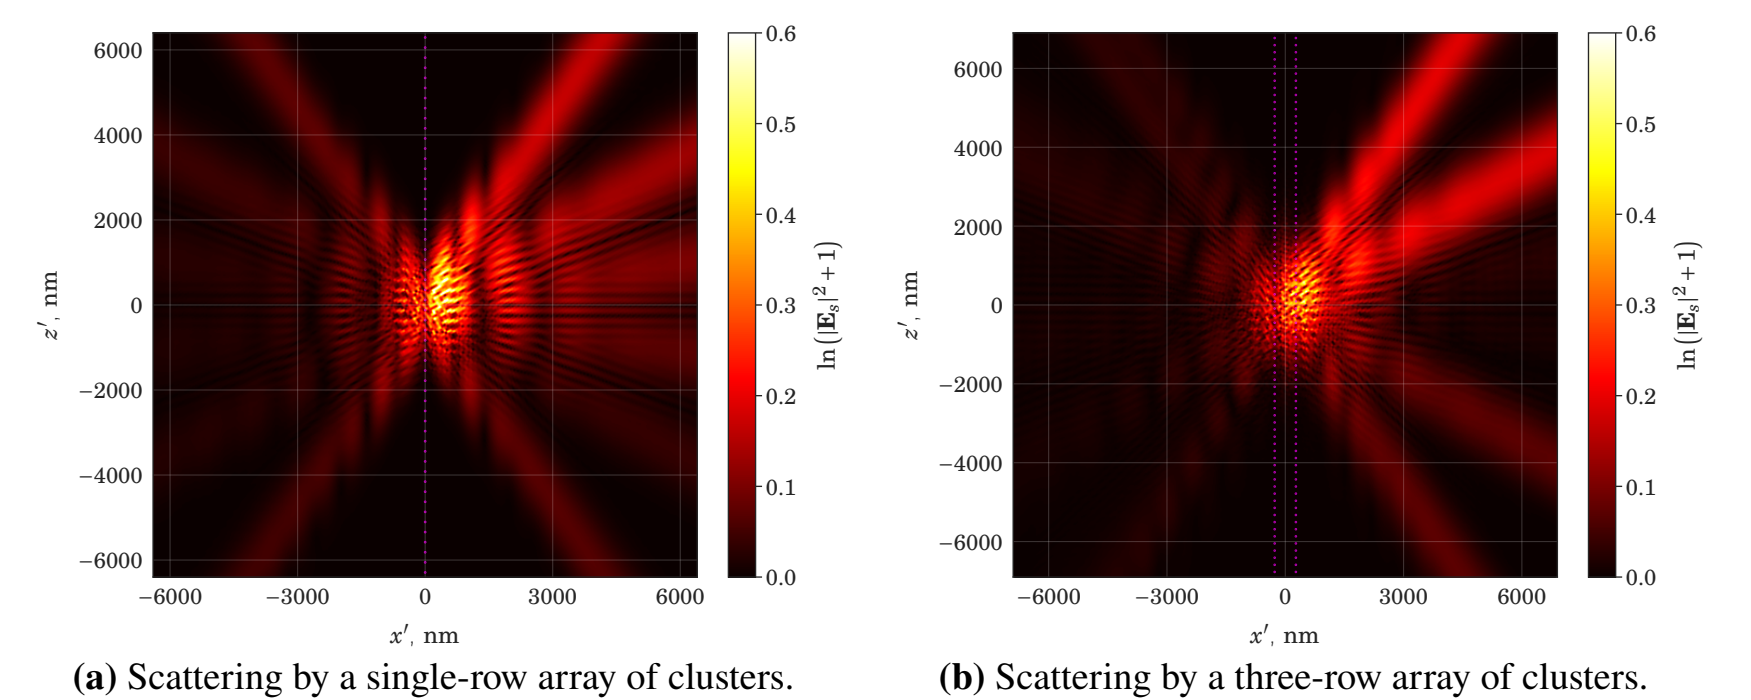 6000
4000
2000
0
−2000
−4000
−6000
z′, nm
−6000 −3000 0 3000 6000
x′, nm
0.6
0.5
0.4
0.3
0.2
0.1
0.0
ln(|E_s|² + 1)
(a) Scattering by a single-row array of clusters.
6000
4000
2000
0
−2000
−4000
−6000
z′, nm
−6000 −3000 0 3000 6000
x′, nm
0.6
0.5
0.4
0.3
0.2
0.1
0.0
ln(|E_s|² + 1)
(b) Scattering by a three-row array of clusters.